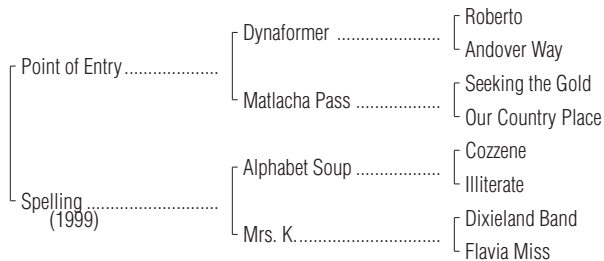 Roberto
Dynaformer ....................
Andover Way
Point of Entry ..................
Seeking the Gold
Matlacha Pass ................
Our Country Place
Cozzene
Alphabet Soup ................
Illiterate
Spelling .........................
(1999)
Dixieland Band
Mrs. K. ...........................
Flavia Miss